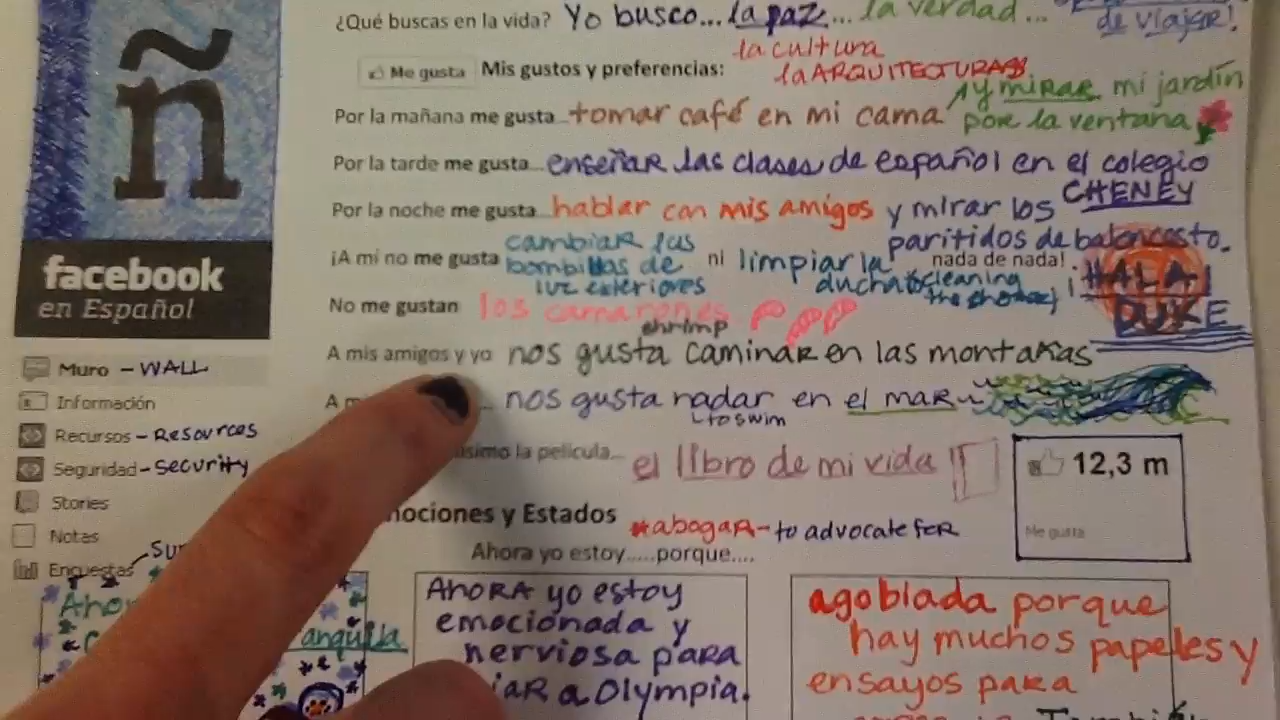 ¿Qué buscas en la vida? Yo busco... la paz... la verdad...
de viajar!
la cultura
la ARQUITECTURA
Me gusta Mis gustos y preferencias:
Por la mañana me gusta...tomar café en mi cama
y mirar mi jardín
por la ventana
Por la tarde me gusta...enseñar las clases de español en el colegio
CHENEY
Por la noche me gusta...hablar con mis amigos y mirar los
paritidos de baloncesto.
¡A mi no me gusta cambiar las
bombillas de
luz exteriores
ni limpiar la
ducha
cleaning
the shower
nada de nada!
¡HALA
DUKE
No me gustan los camarones
shrimp
A mis amigos y yo nos gusta caminar en las montañas
A nos gusta nadar en el mar
to swim
la película... el libro de mi vida
12,3 m
Me gusta
ñ
facebook
en Español
Muro - WALL
Información
Recursos - Resources
Seguridad - Security
Stories
Notas
Encuestas
mociones y Estados
*abogar - to advocate for
Ahora yo estoy.....porque....
Ahora yo estoy
emocionada y
nerviosa para
a Olympia.
agoblada porque
hay muchos papeles y
ensayos para
También